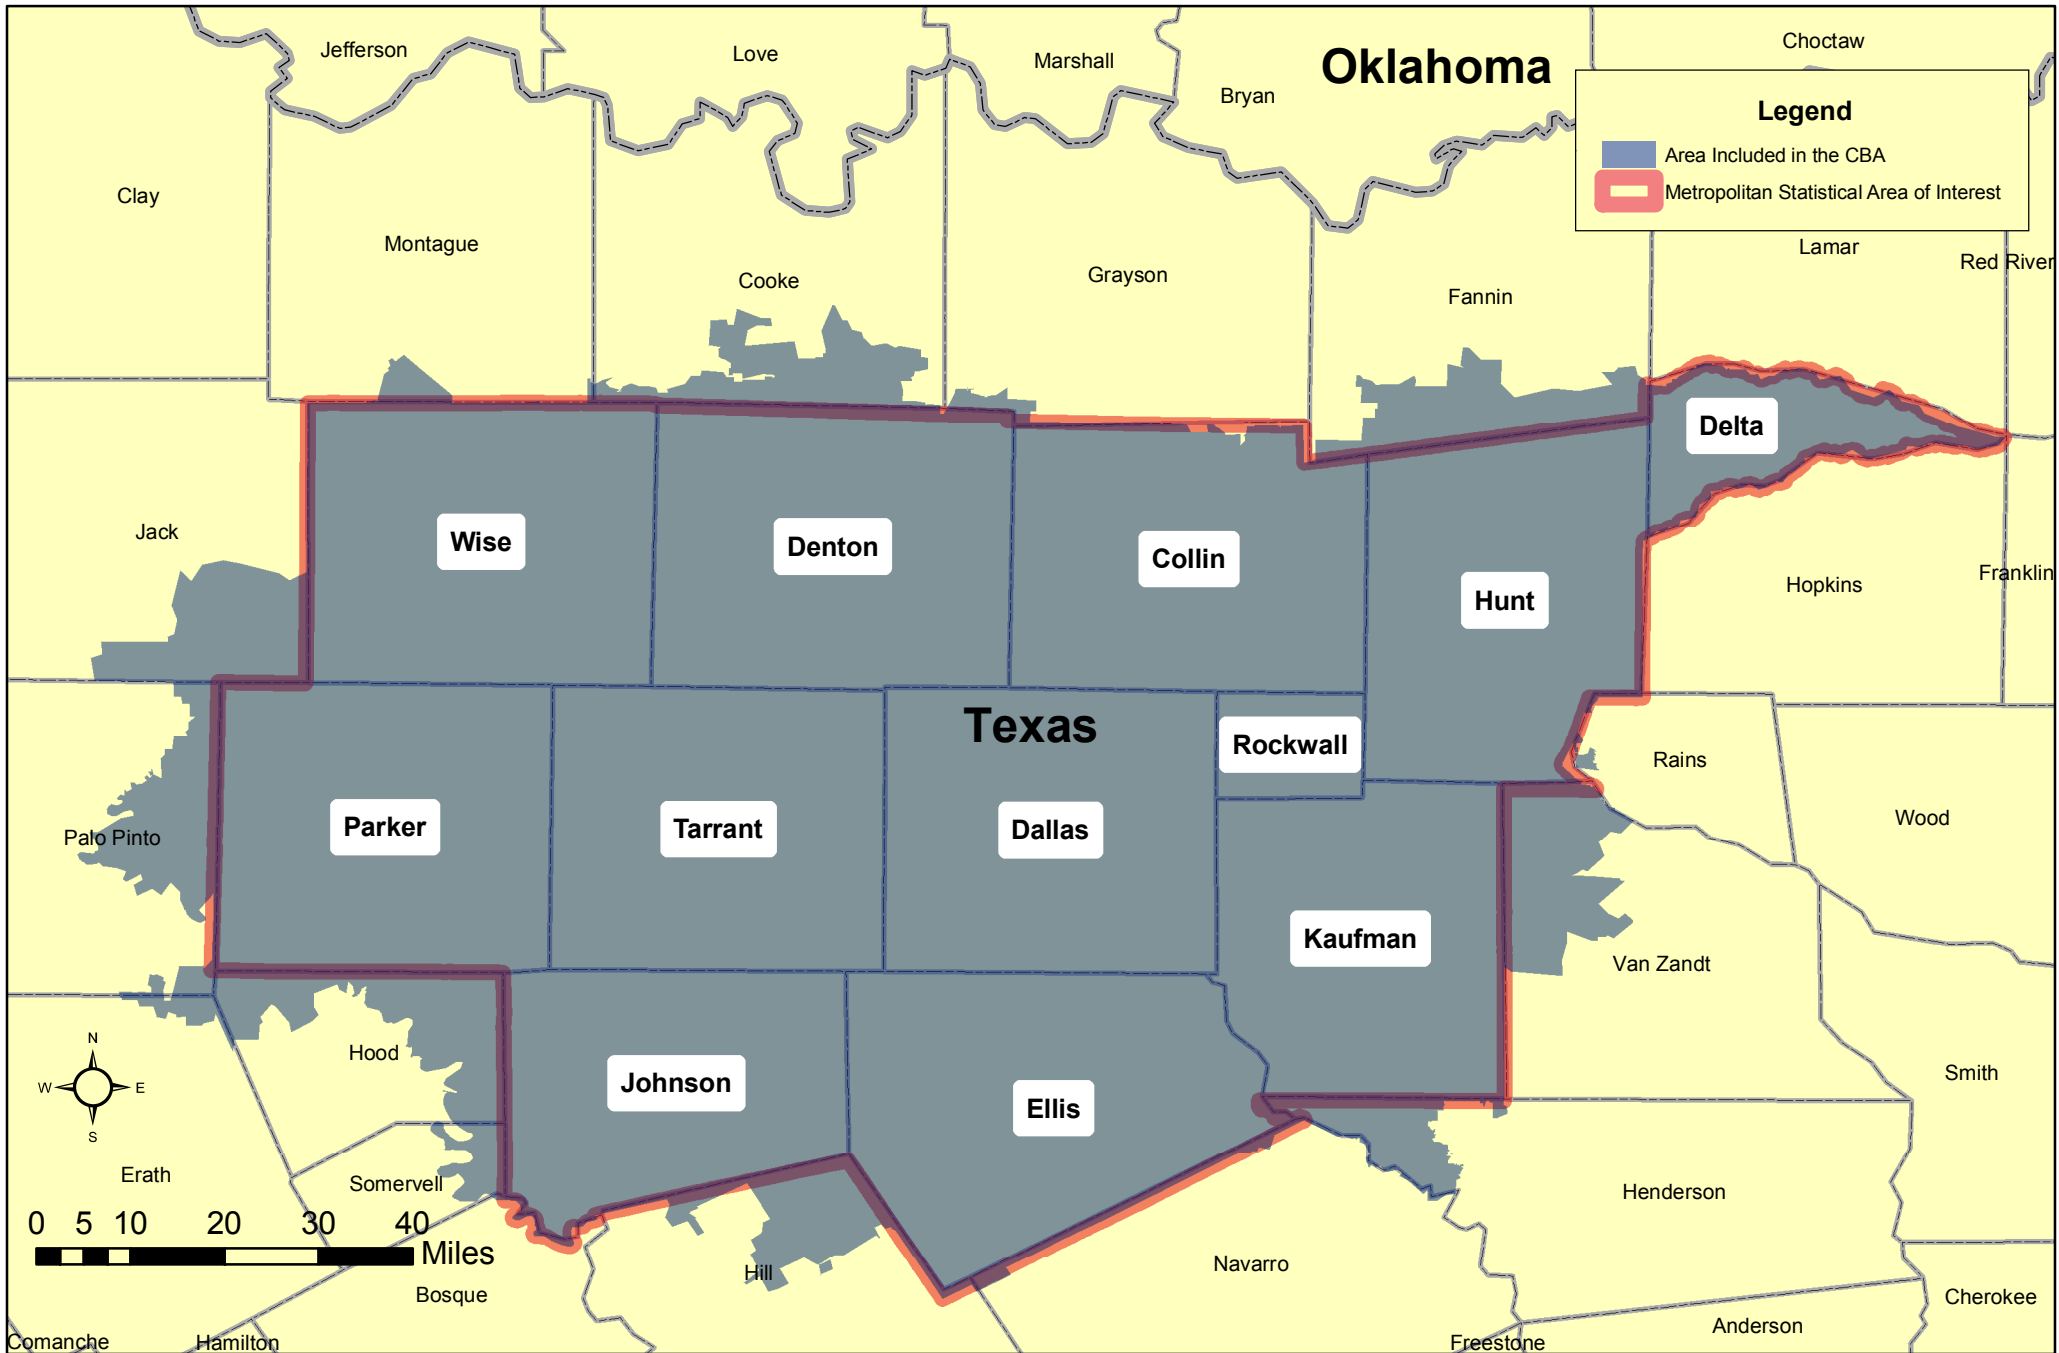 Jefferson
Love
Marshall
Oklahoma
Choctaw
Bryan
Legend
Area Included in the CBA
Metropolitan Statistical Area of Interest
Clay
Montague
Cooke
Grayson
Fannin
Lamar
Red River
Delta
Jack
Wise
Denton
Collin
Hunt
Hopkins
Franklin
Texas
Rockwall
Rains
Palo Pinto
Parker
Tarrant
Dallas
Wood
Kaufman
Van Zandt
N
W E
S
Hood
Johnson
Ellis
Smith
Erath
Somervell
Henderson
0 5 10 20 30 40
Miles
Hill
Navarro
Bosque
Cherokee
Comanche
Hamilton
Freestone
Anderson